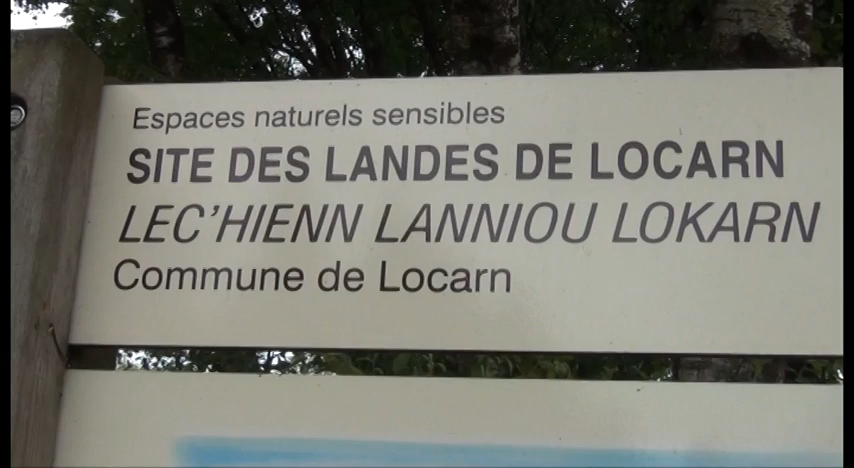 Espaces naturels sensibles
SITE DES LANDES DE LOCARN
LEC'HIENN LANNIOU LOKARN
Commune de Locarn